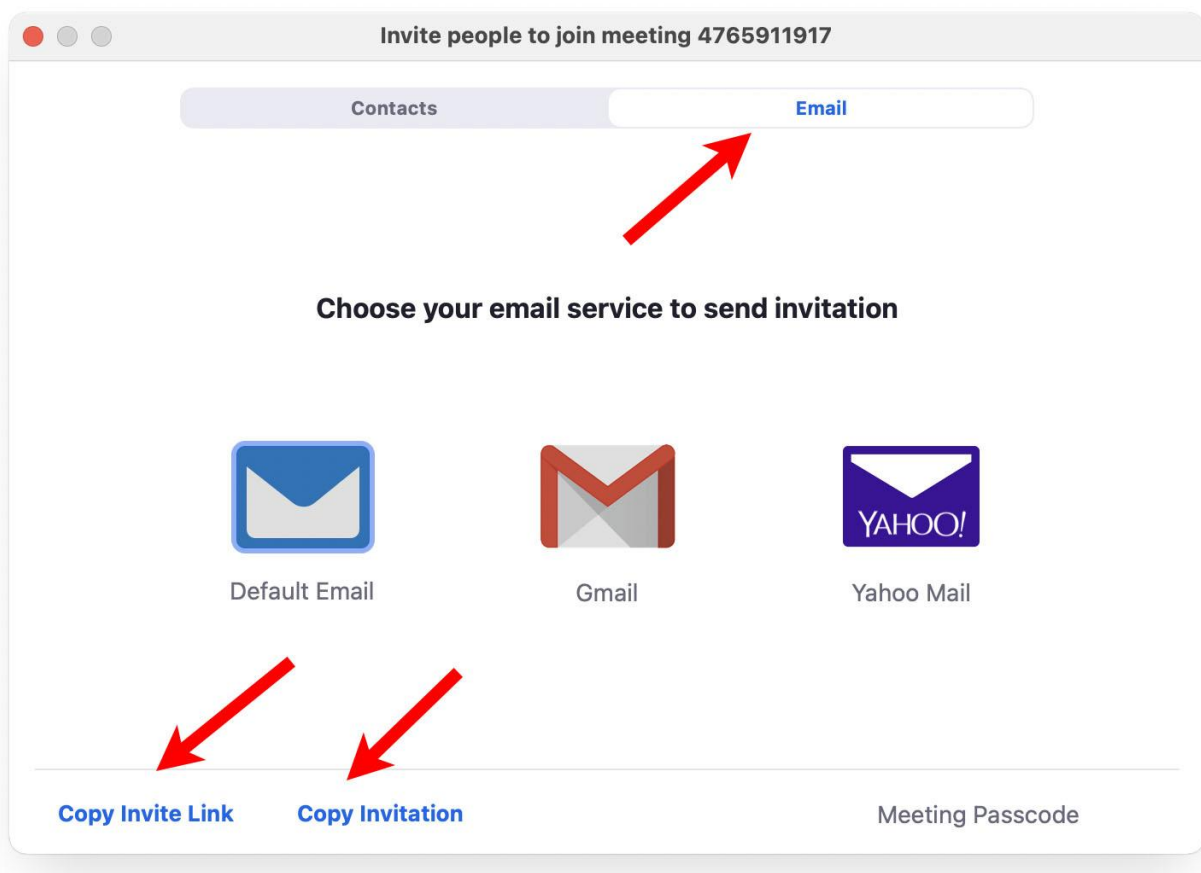 Invite people to join meeting 4765911917
Contacts Email
Choose your email service to send invitation
YAHOO!
Default Email Gmail Yahoo Mail
Copy Invite Link Copy Invitation Meeting Passcode